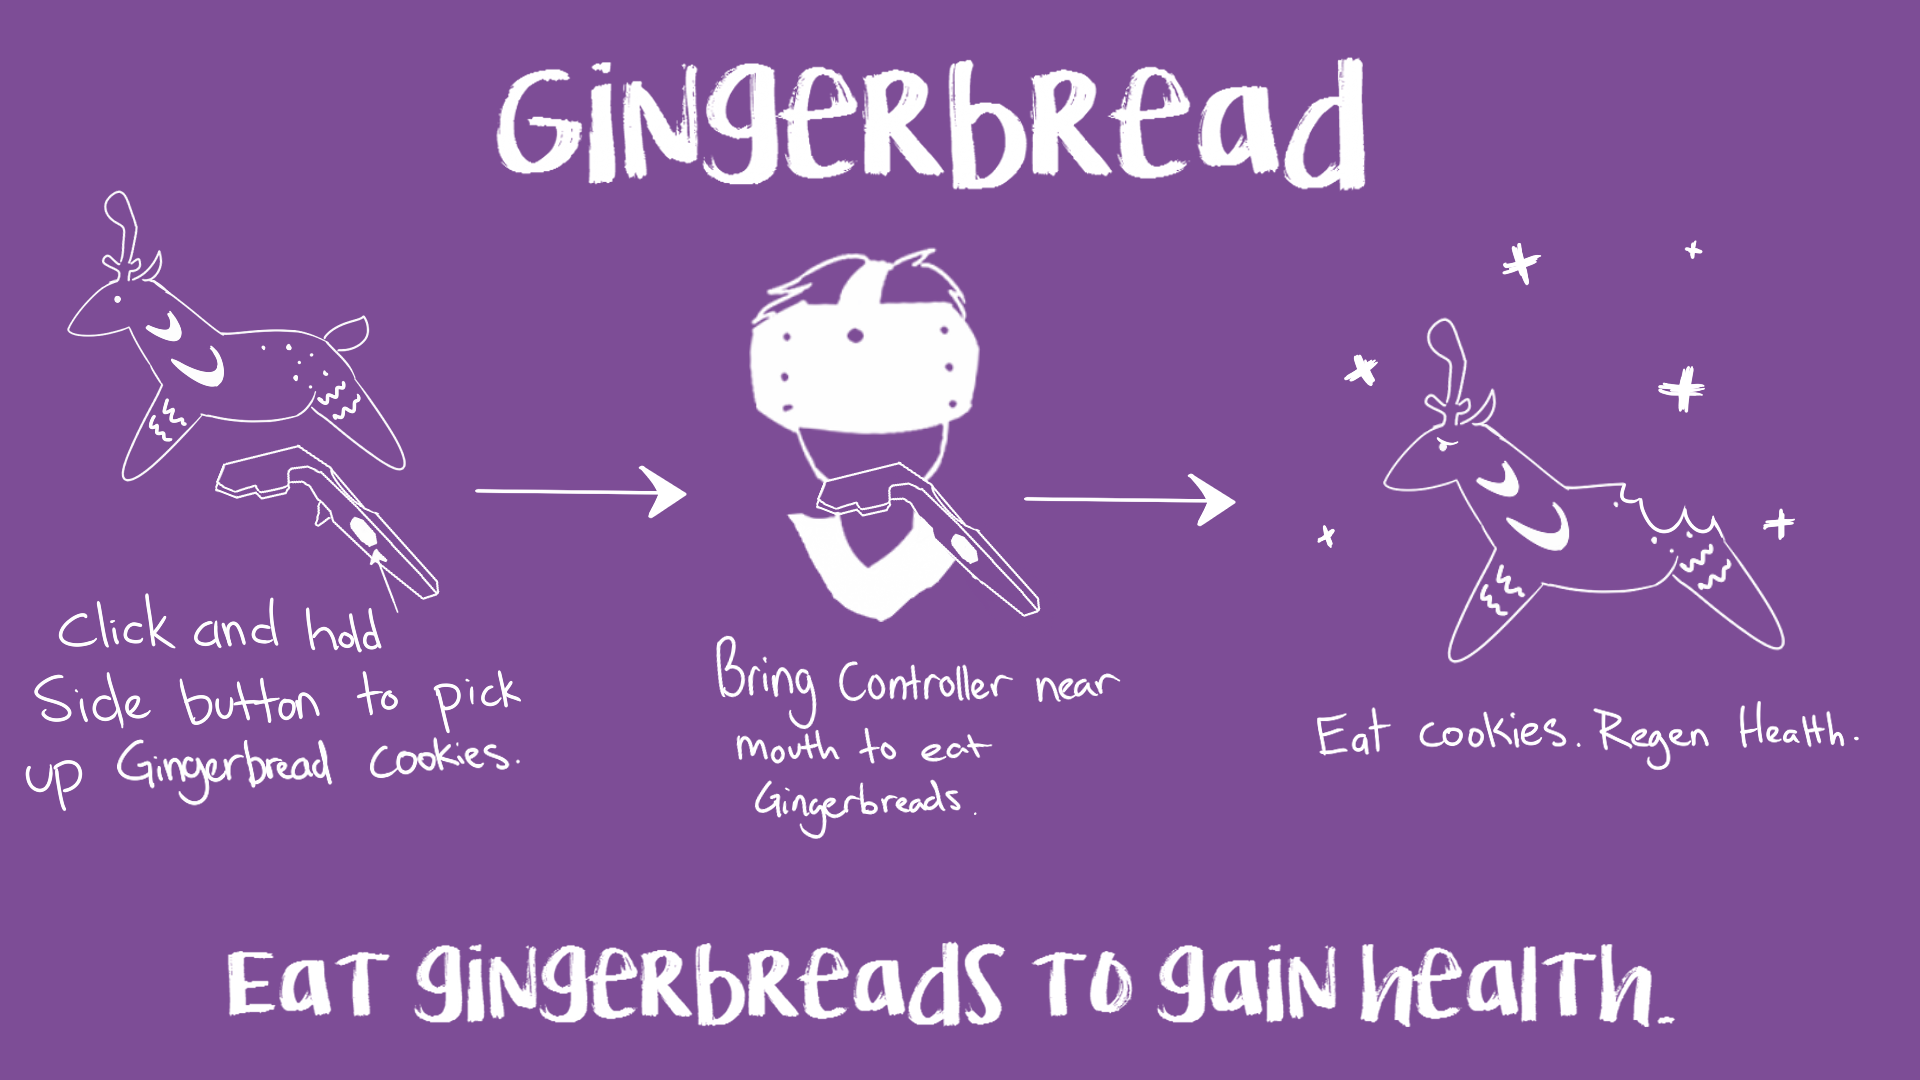 GINGERBREAD
Click and hold
Side button to pick
up Gingerbread cookies.
Bring Controller near
mouth to eat
Gingerbreads.
Eat cookies. Regen Health.
Eat gingerbreads to gain health.